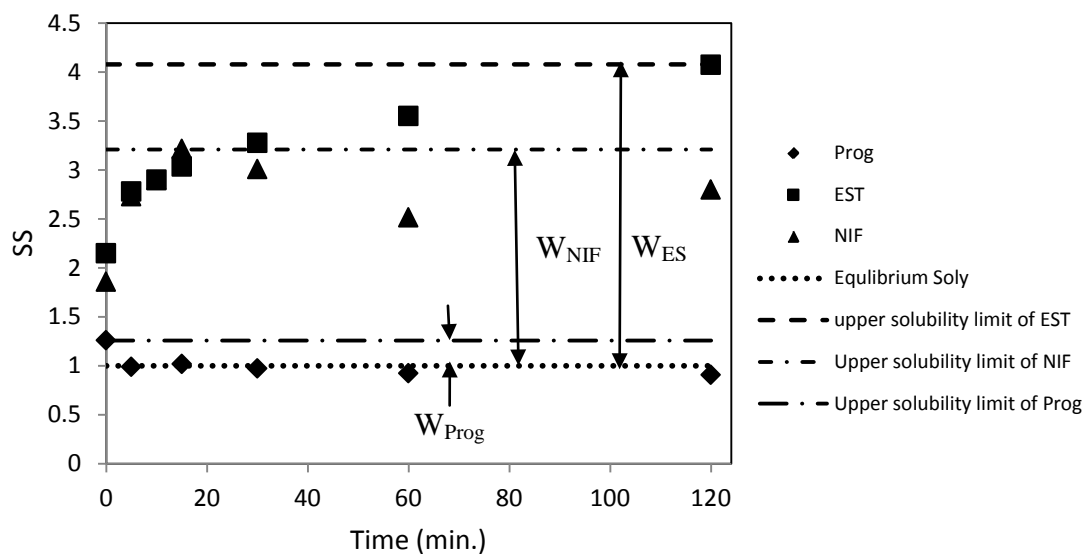 4.5
4
3.5
3
2.5
2
1.5
1
0.5
0
SS
0 20 40 60 80 100 120
Time (min.)
W_NIF
W_ES
W_Prog
Prog
EST
NIF
Equlibrium Soly
upper solubility limit of EST
Upper solubility limit of NIF
Upper solubility limit of Prog